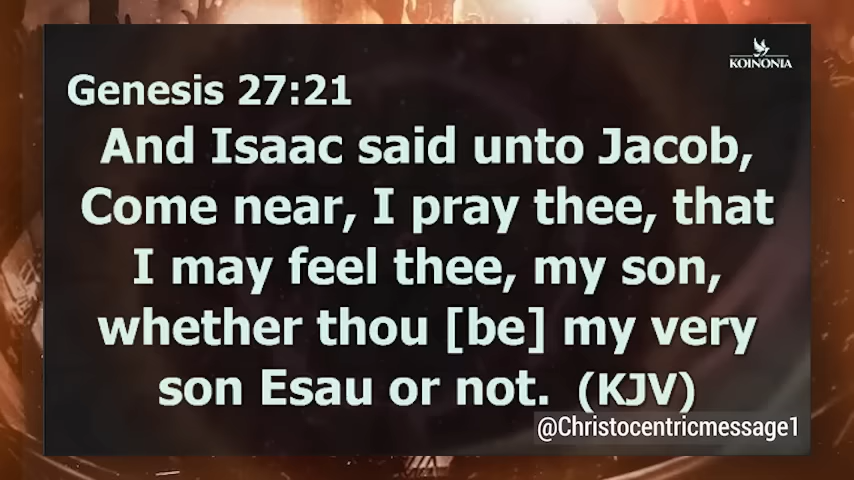 KOINONIA
Genesis 27:21
And Isaac said unto Jacob,
Come near, I pray thee, that
I may feel thee, my son,
whether thou [be] my very
son Esau or not. (KJV)
@Christocentricmessage1